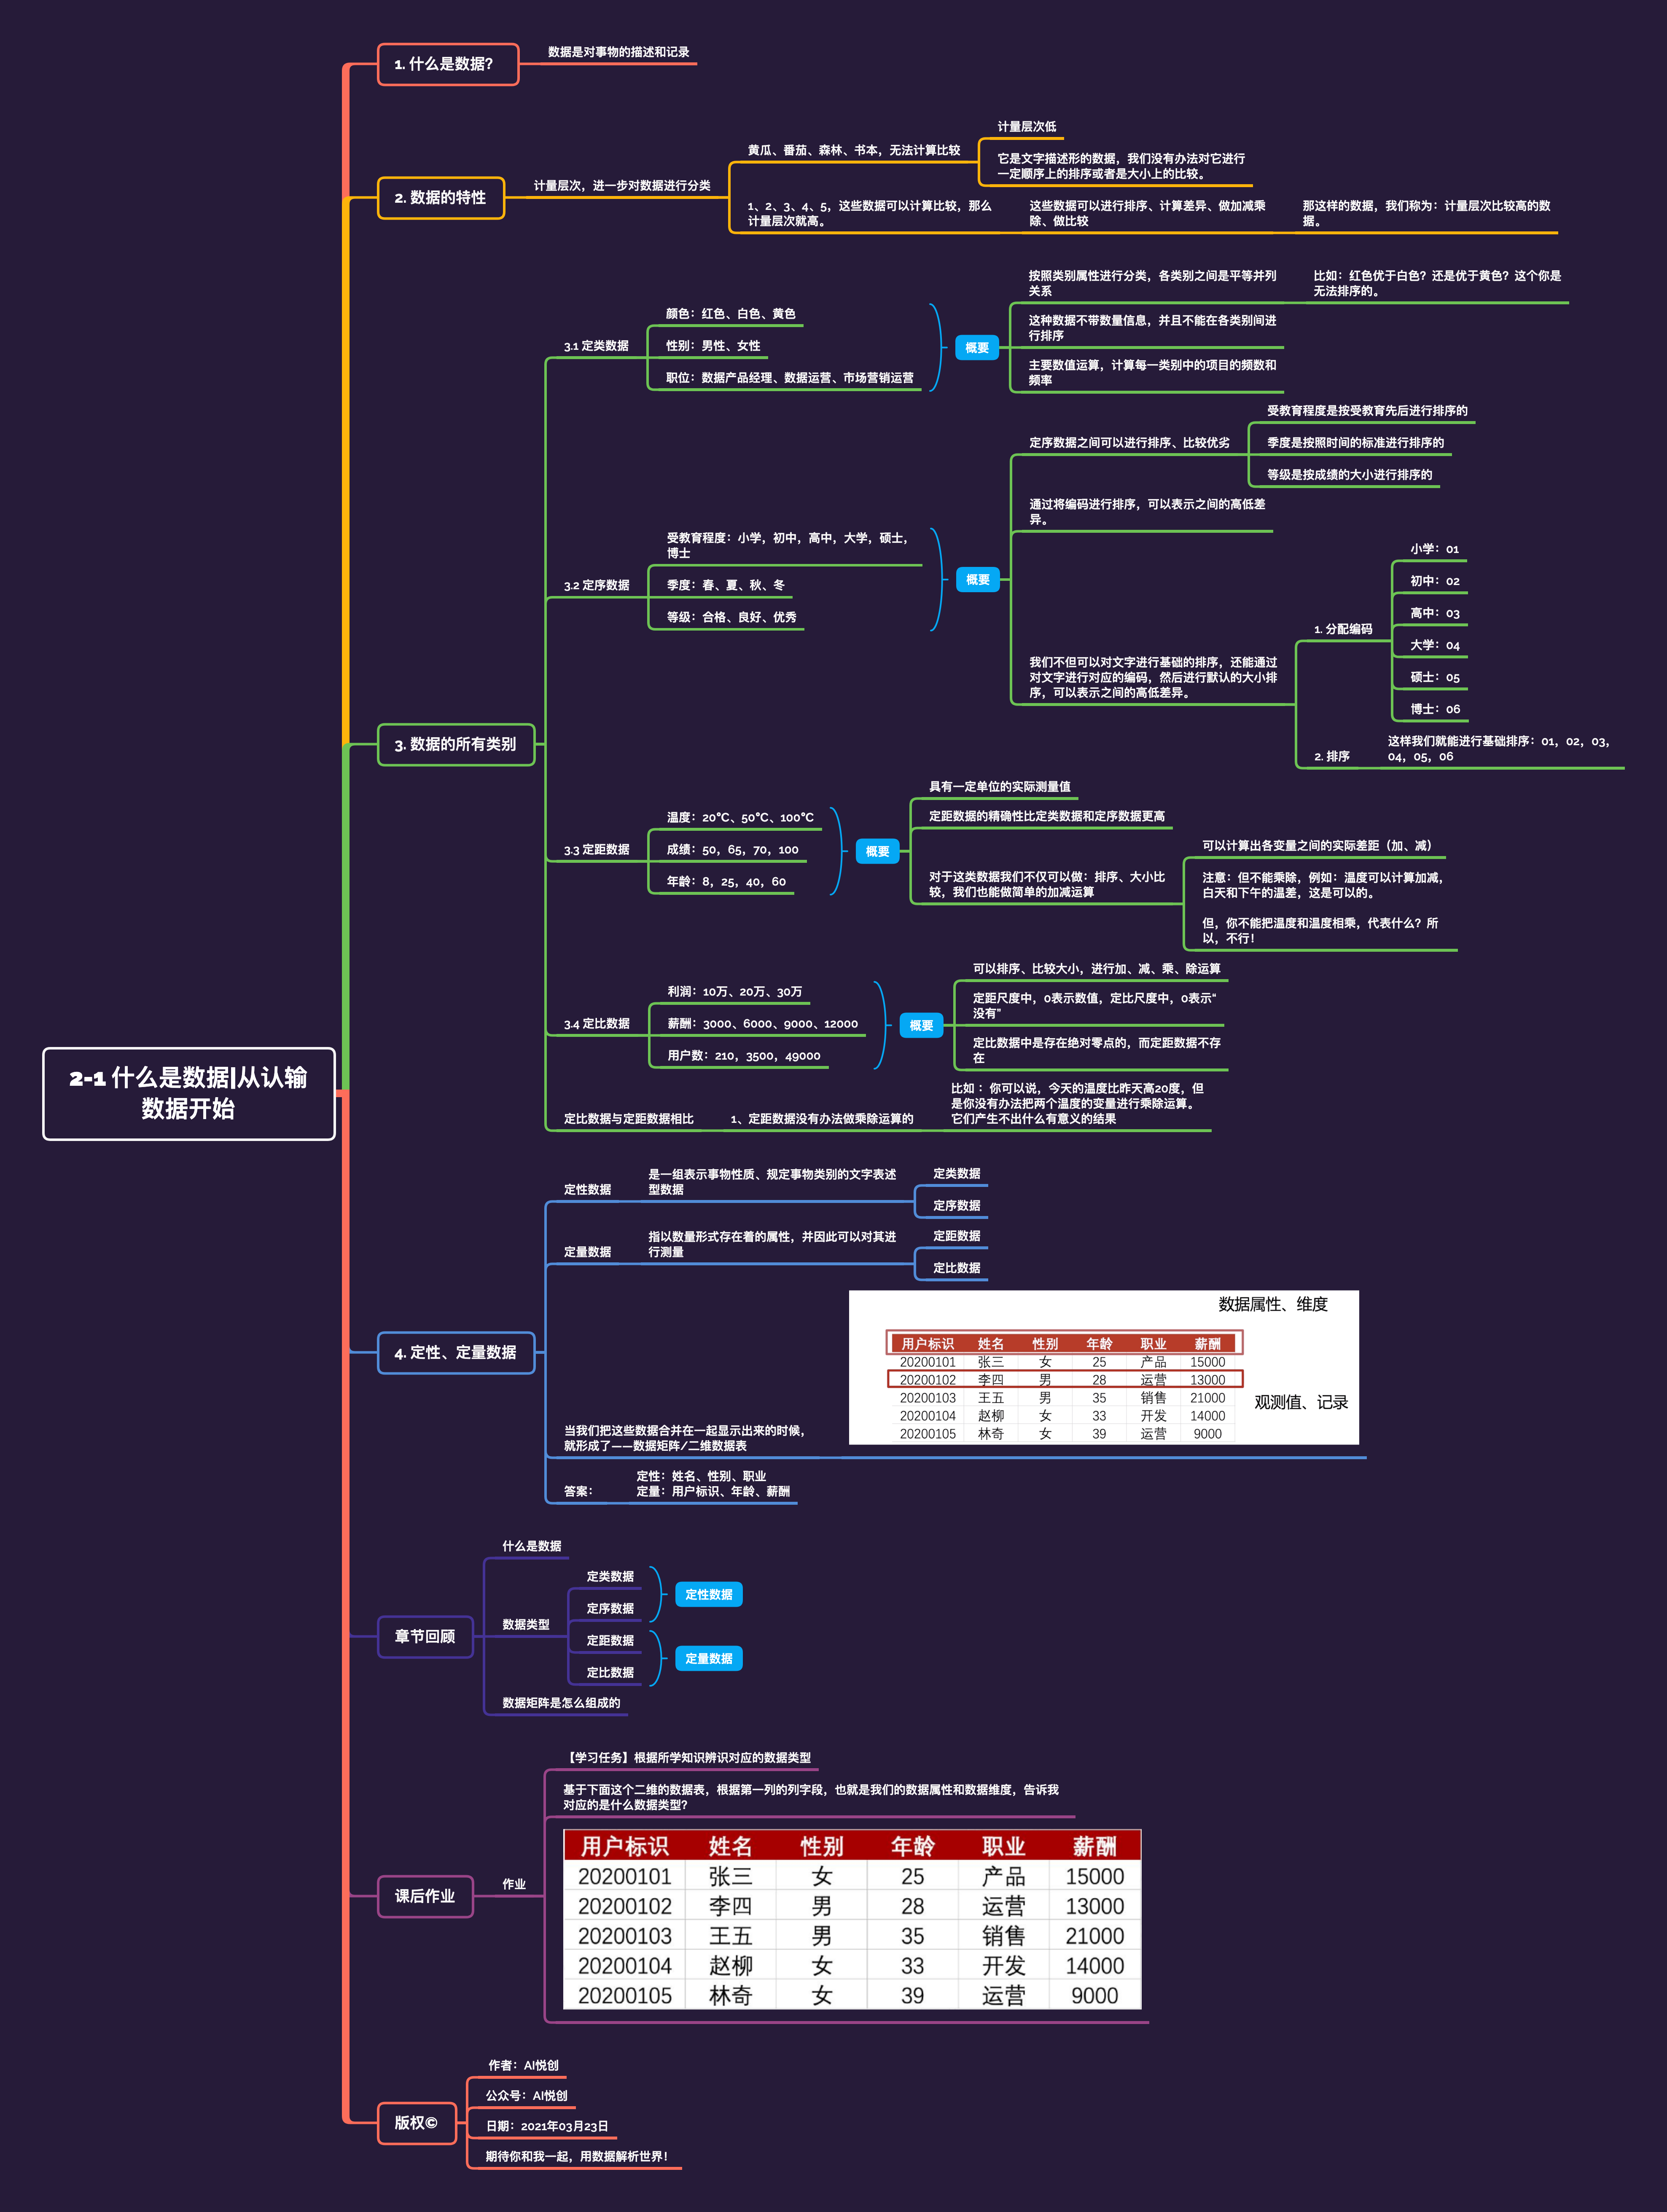 2-1 什么是数据|从认输
数据开始
1. 什么是数据？
数据是对事物的描述和记录
2. 数据的特性
计量层次，进一步对数据进行分类
黄瓜、番茄、森林、书本，无法计算比较
计量层次低
它是文字描述形的数据，我们没有办法对它进行
一定顺序上的排序或者是大小上的比较。
1、2、3、4、5，这些数据可以计算比较，那么
计量层次就高。
这些数据可以进行排序、计算差异、做加减乘
除、做比较
那这样的数据，我们称为：计量层次比较高的数
据。
3. 数据的所有类别
3.1 定类数据
颜色：红色、白色、黄色
性别：男性、女性
职位：数据产品经理、数据运营、市场营销运营
概要
按照类别属性进行分类，各类别之间是平等并列
关系
比如：红色优于白色？还是优于黄色？这个你是
无法排序的。
这种数据不带数量信息，并且不能在各类别间进
行排序
主要数值运算，计算每一类别中的项目的频数和
频率
3.2 定序数据
受教育程度：小学，初中，高中，大学，硕士，
博士
季度：春、夏、秋、冬
等级：合格、良好、优秀
概要
定序数据之间可以进行排序、比较优劣
受教育程度是按受教育先后进行排序的
季度是按照时间的标准进行排序的
等级是按成绩的大小进行排序的
通过将编码进行排序，可以表示之间的高低差
异。
我们不但可以对文字进行基础的排序，还能通过
对文字进行对应的编码，然后进行默认的大小排
序，可以表示之间的高低差异。
1. 分配编码
小学：01
初中：02
高中：03
大学：04
硕士：05
博士：06
2. 排序
这样我们就能进行基础排序：01，02，03，
04，05，06
3.3 定距数据
温度：20℃、50℃、100℃
成绩：50，65，70，100
年龄：8，25，40，60
概要
具有一定单位的实际测量值
定距数据的精确性比定类数据和定序数据更高
对于这类数据我们不仅可以做：排序、大小比
较，我们也能做简单的加减运算
可以计算出各变量之间的实际差距（加、减）
注意：但不能乘除，例如：温度可以计算加减，
白天和下午的温差，这是可以的。
但，你不能把温度和温度相乘，代表什么？所
以，不行！
3.4 定比数据
利润：10万、20万、30万
薪酬：3000、6000、9000、12000
用户数：210，3500，49000
概要
可以排序、比较大小，进行加、减、乘、除运算
定距尺度中，0表示数值，定比尺度中，0表示“
没有”
定比数据中是存在绝对零点的，而定距数据不存
在
定比数据与定距数据相比
1、定距数据没有办法做乘除运算的
比如 ：你可以说，今天的温度比昨天高20度，但
是你没有办法把两个温度的变量进行乘除运算。
它们产生不出什么有意义的结果
4. 定性、定量数据
定性数据
是一组表示事物性质、规定事物类别的文字表述
型数据
定类数据
定序数据
定量数据
指以数量形式存在着的属性，并因此可以对其进
行测量
定距数据
定比数据
当我们把这些数据合并在一起显示出来的时候，
就形成了——数据矩阵/二维数据表
数据属性、维度
用户标识 姓名 性别 年龄 职业 薪酬
20200101 张三 女 25 产品 15000
20200102 李四 男 28 运营 13000
20200103 王五 男 35 销售 21000
20200104 赵柳 女 33 开发 14000
20200105 林奇 女 39 运营 9000
观测值、记录
答案：
定性：姓名、性别、职业
定量：用户标识、年龄、薪酬
章节回顾
什么是数据
数据类型
定类数据
定序数据
定性数据
定距数据
定比数据
定量数据
数据矩阵是怎么组成的
课后作业
作业
【学习任务】根据所学知识辨识对应的数据类型
基于下面这个二维的数据表，根据第一列的列字段，也就是我们的数据属性和数据维度，告诉我
对应的是什么数据类型？
用户标识 姓名 性别 年龄 职业 薪酬
20200101 张三 女 25 产品 15000
20200102 李四 男 28 运营 13000
20200103 王五 男 35 销售 21000
20200104 赵柳 女 33 开发 14000
20200105 林奇 女 39 运营 9000
版权©
作者：AI悦创
公众号：AI悦创
日期：2021年03月23日
期待你和我一起，用数据解析世界！